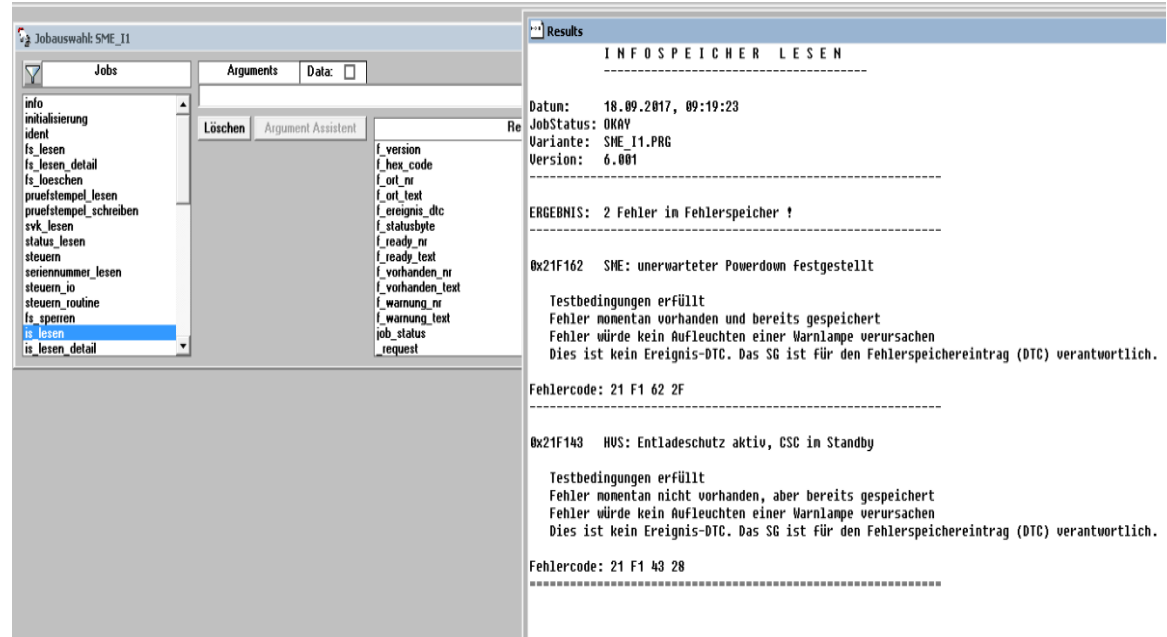 Jobauswahl: SME_I1
Jobs
info
initialisierung
ident
fs_lesen
fs_lesen_detail
fs_loeschen
pruefstempel_lesen
pruefstempel_schreiben
svk_lesen
status_lesen
steuern
seriennummer_lesen
steuern_io
steuern_routine
fs_sperren
is_lesen
is_lesen_detail
Arguments
Data:
Löschen
Argument Assistent
Re
f_version
f_hex_code
f_ort_nr
f_ort_text
f_ereignis_dtc
f_statusbyte
f_ready_nr
f_ready_text
f_vorhanden_nr
f_vorhanden_text
f_warnung_nr
f_warnung_text
job_status
_request
Results
I N F O S P E I C H E R   L E S E N
---------------------------------------
Datum: 18.09.2017, 09:19:23
JobStatus: OKAY
Variante: SME_I1.PRG
Version: 6.001
-------------------------------------------------------------
ERGEBNIS: 2 Fehler im Fehlerspeicher !
-------------------------------------------------------------
0x21F162 SME: unerwarteter Powerdown festgestellt
Testbedingungen erfüllt
Fehler momentan vorhanden und bereits gespeichert
Fehler würde kein Aufleuchten einer Warnlampe verursachen
Dies ist kein Ereignis-DTC. Das SG ist für den Fehlerspeichereintrag (DTC) verantwortlich.
Fehlercode: 21 F1 62 2F
-------------------------------------------------------------
0x21F143 HVS: Entladeschutz aktiv, CSC im Standby
Testbedingungen erfüllt
Fehler momentan nicht vorhanden, aber bereits gespeichert
Fehler würde kein Aufleuchten einer Warnlampe verursachen
Dies ist kein Ereignis-DTC. Das SG ist für den Fehlerspeichereintrag (DTC) verantwortlich.
Fehlercode: 21 F1 43 28
=============================================================